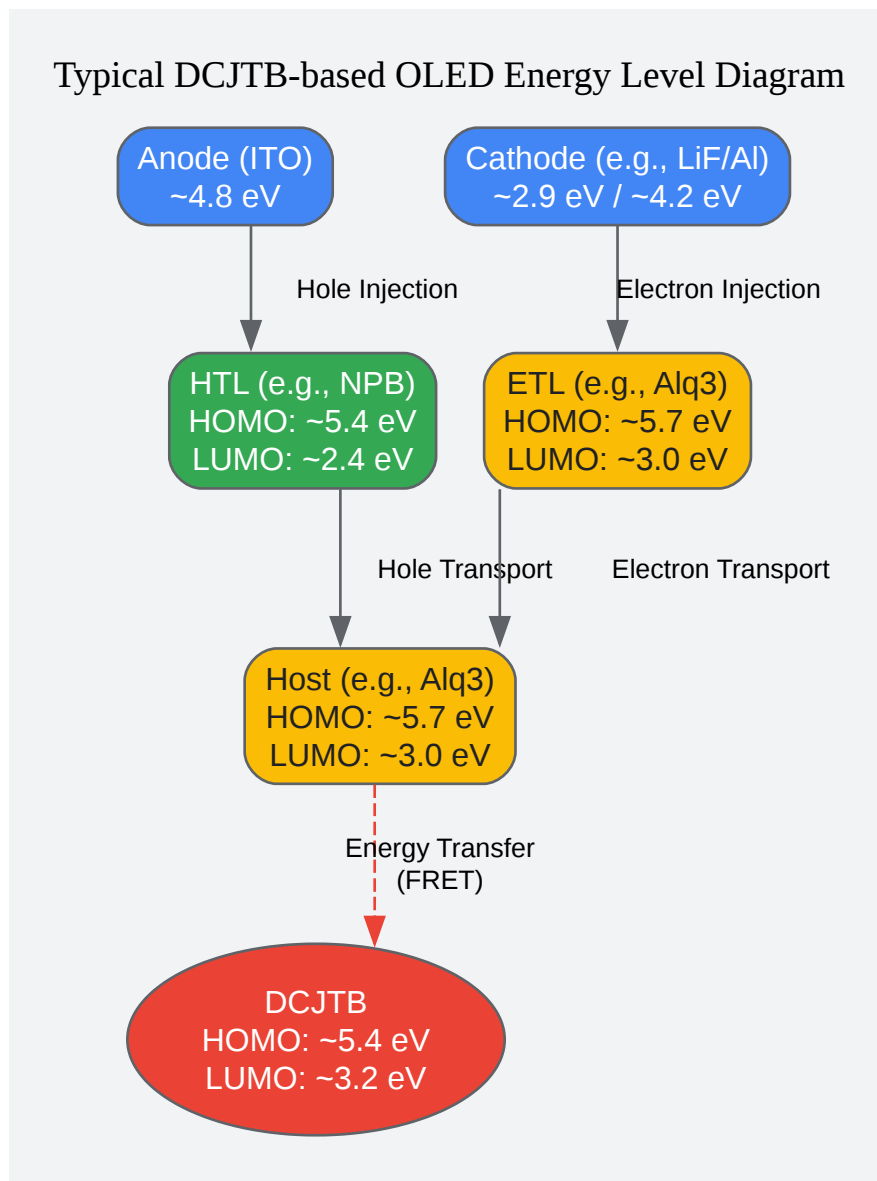 Typical DCJTB-based OLED Energy Level Diagram
Anode (ITO)
~4.8 eV
Cathode (e.g., LiF/Al)
~2.9 eV / ~4.2 eV
Hole Injection
Electron Injection
HTL (e.g., NPB)
HOMO: ~5.4 eV
LUMO: ~2.4 eV
ETL (e.g., Alq3)
HOMO: ~5.7 eV
LUMO: ~3.0 eV
Hole Transport
Electron Transport
Host (e.g., Alq3)
HOMO: ~5.7 eV
LUMO: ~3.0 eV
Energy Transfer
(FRET)
DCJTB
HOMO: ~5.4 eV
LUMO: ~3.2 eV